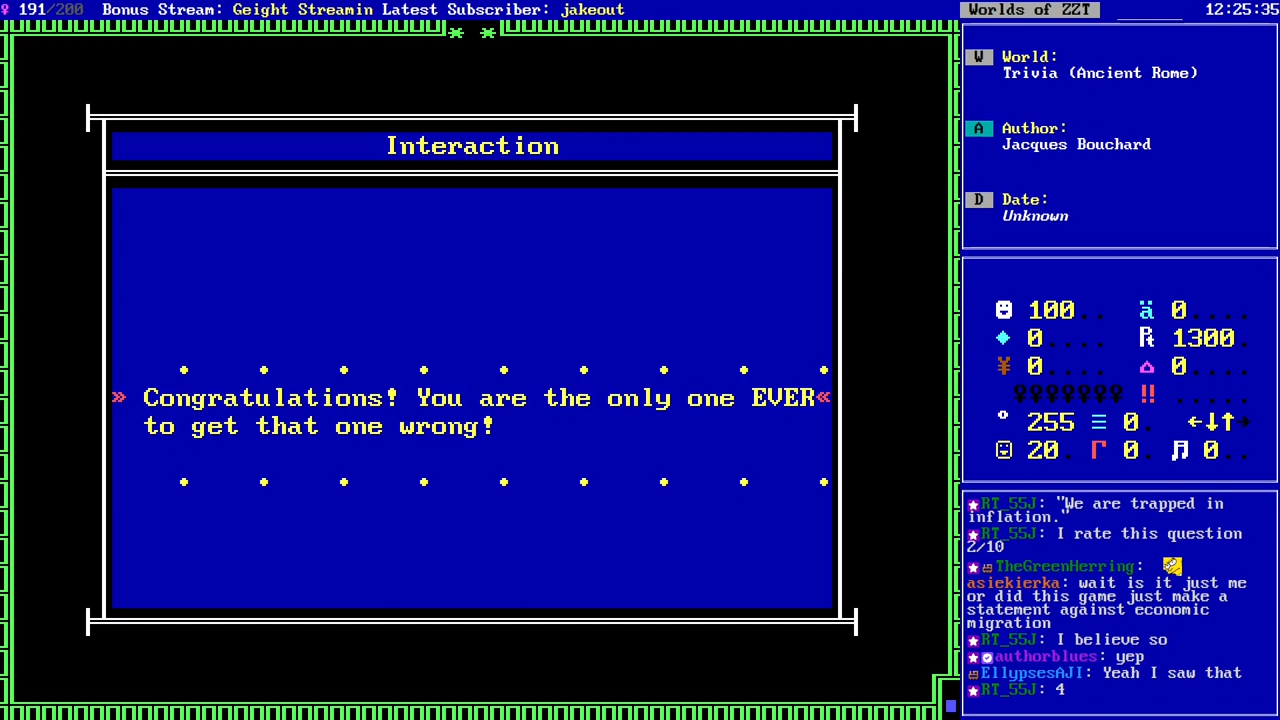 191/200 Bonus Stream: Geight Streamin Latest Subscriber: jakeout
Worlds of ZZT
12:25:35
Interaction
Congratulations! You are the only one EVER
to get that one wrong!
W World:
Trivia (Ancient Rome)
A Author:
Jacques Bouchard
D Date:
Unknown
100 ä 0
0 ℞ 1300
¥ 0 0
‼
255 ≡ 0 ←↓↑→
20 0 0
RT_55J: "We are trapped in
inflation."
RT_55J: I rate this question
2/10
TheGreenHerring:
asiekierka: wait is it just me
or did this game just make a
statement against economic
migration
RT_55J: I believe so
authorblues: yep
EllypsesAJI: Yeah I saw that
RT_55J: 4